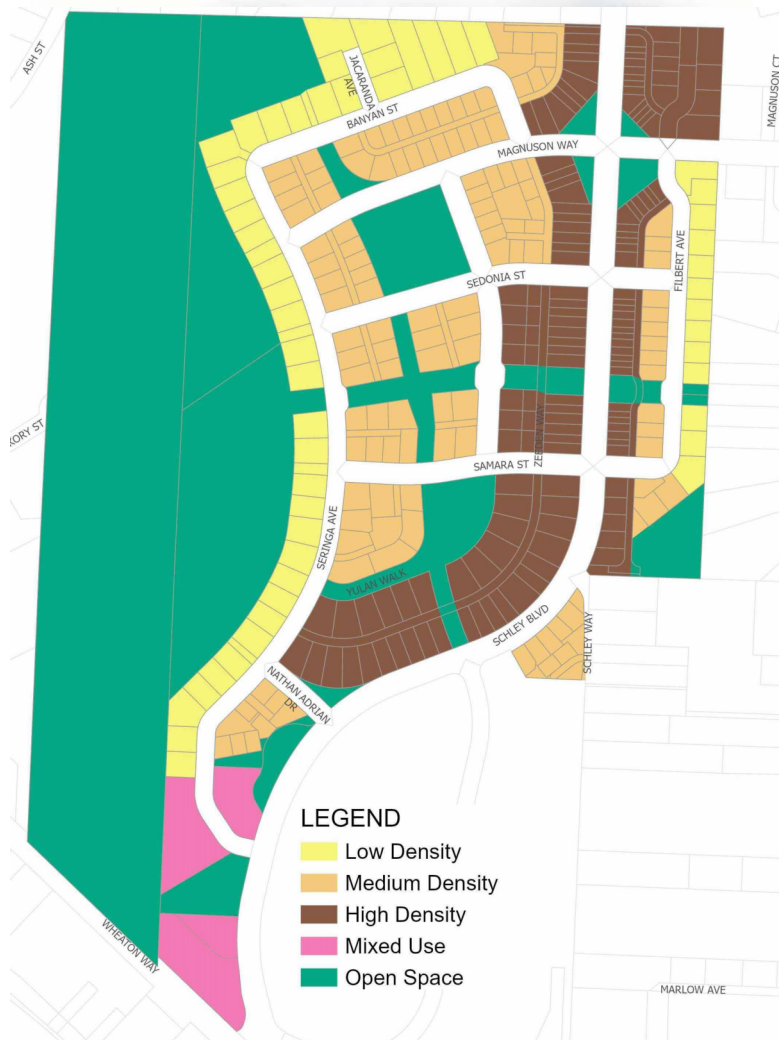 ASH ST
JACARANDA
AVE
BANYAN ST
MAGNUSON CT
MAGNUSON WAY
FILBERT AVE
SEDONIA ST
KORY ST
SAMARA ST
SERINGA AVE
YULAN WALK
SCHLEY BLVD
SCHLEY WAY
NATHAN ADRIAN
DR
WHEATON WAY
MARLOW AVE
LEGEND
Low Density
Medium Density
High Density
Mixed Use
Open Space